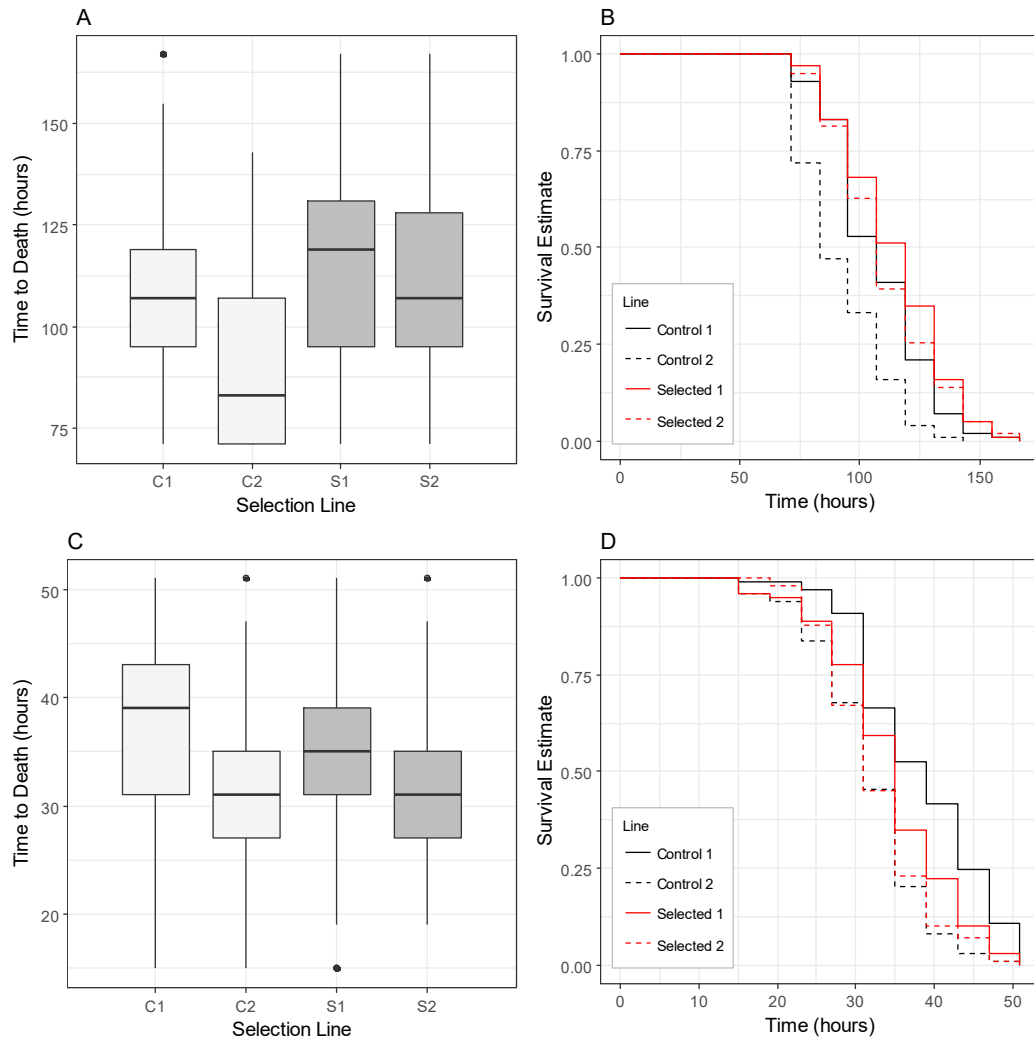 A
Time to Death (hours)
150
125
100
75
C1 C2 S1 S2
Selection Line
B
Survival Estimate
1.00
0.75
0.50
0.25
0.00
Line
Control 1
Control 2
Selected 1
Selected 2
0 50 100 150
Time (hours)
C
Time to Death (hours)
50
40
30
20
C1 C2 S1 S2
Selection Line
D
Survival Estimate
1.00
0.75
0.50
0.25
0.00
Line
Control 1
Control 2
Selected 1
Selected 2
0 10 20 30 40 50
Time (hours)